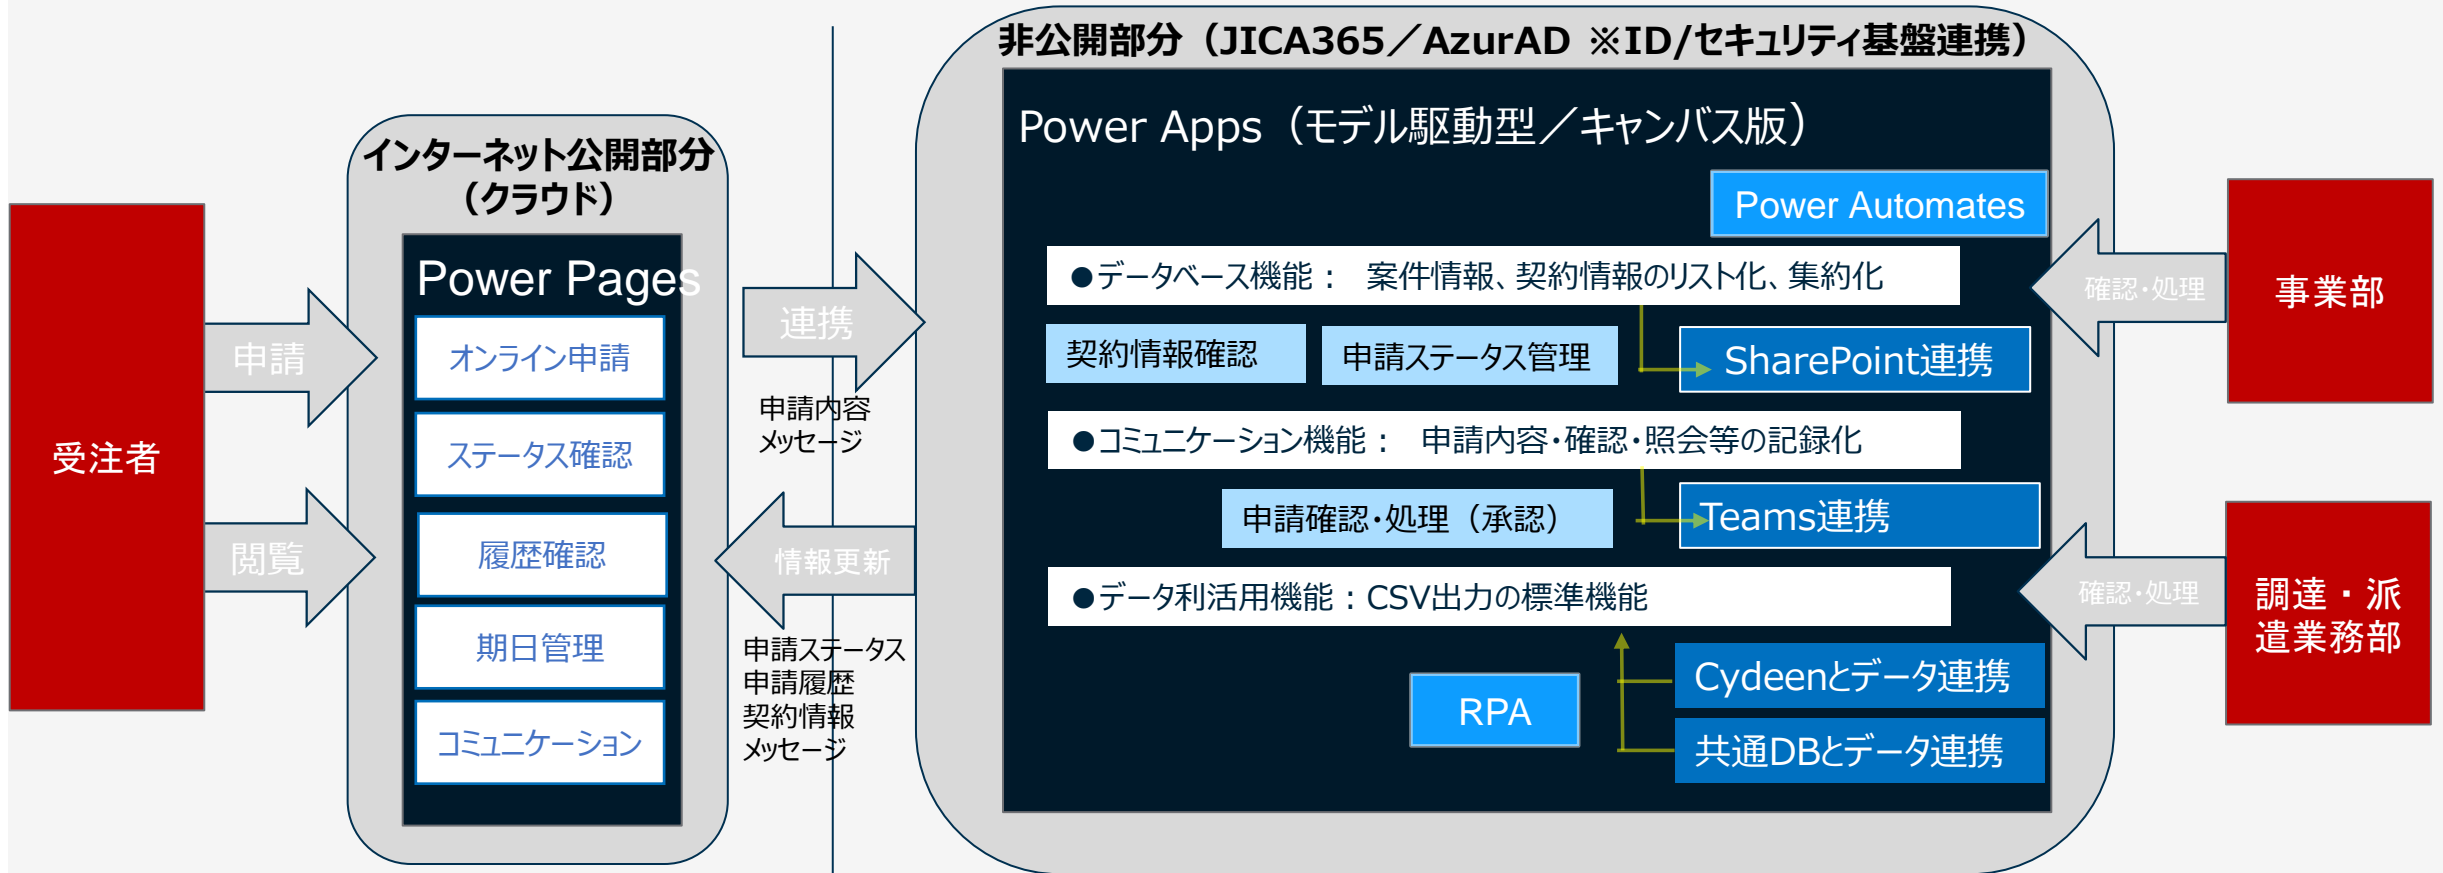 非公開部分（JICA365／AzurAD ※ID/セキュリティ基盤連携）
インターネット公開部分
（クラウド）
受注者
申請
閲覧
Power Pages
オンライン申請
ステータス確認
履歴確認
期日管理
コミュニケーション
連携
申請内容
メッセージ
情報更新
申請ステータス
申請履歴
契約情報
メッセージ
Power Apps（モデル駆動型／キャンバス版）
Power Automates
●データベース機能：　案件情報、契約情報のリスト化、集約化
契約情報確認
申請ステータス管理
SharePoint連携
●コミュニケーション機能：　申請内容・確認・照会等の記録化
申請確認・処理（承認）
Teams連携
●データ利活用機能：CSV出力の標準機能
RPA
Cydeenとデータ連携
共通DBとデータ連携
確認・処理
事業部
確認・処理
調達・派
遣業務部